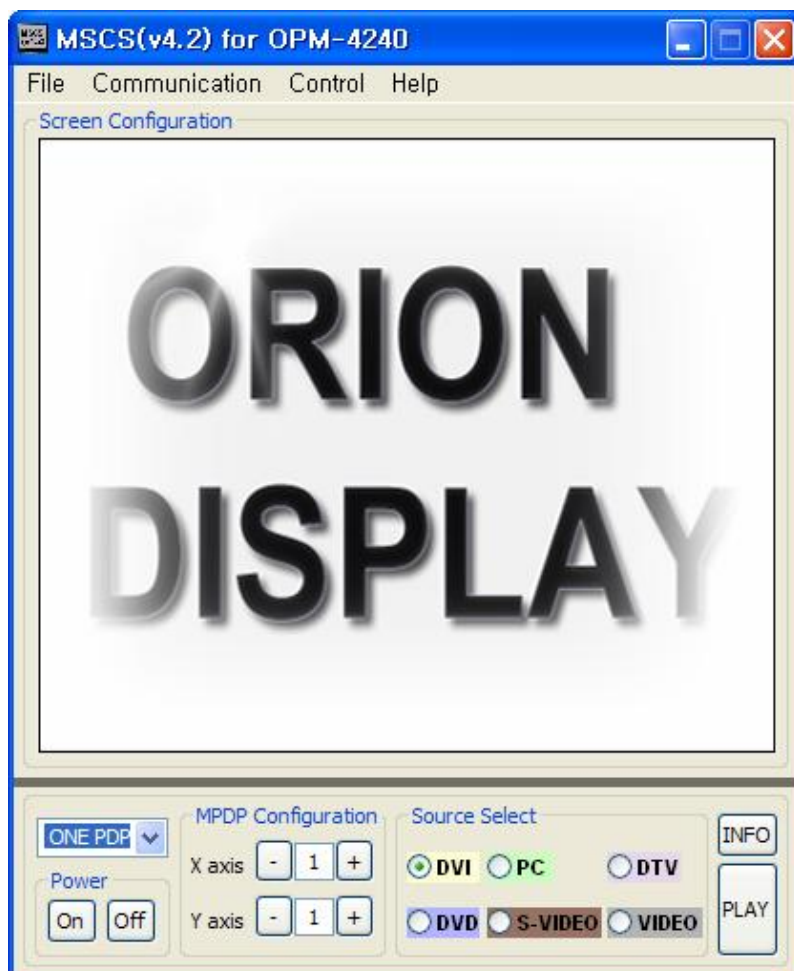 MSCS(v4.2) for OPM-4240
File Communication Control Help
Screen Configuration
ORION
DISPLAY
ONE PDP
Power
On Off
MPDP Configuration
X axis - 1 +
Y axis - 1 +
Source Select
DVI PC DTV
DVD S-VIDEO VIDEO
INFO
PLAY